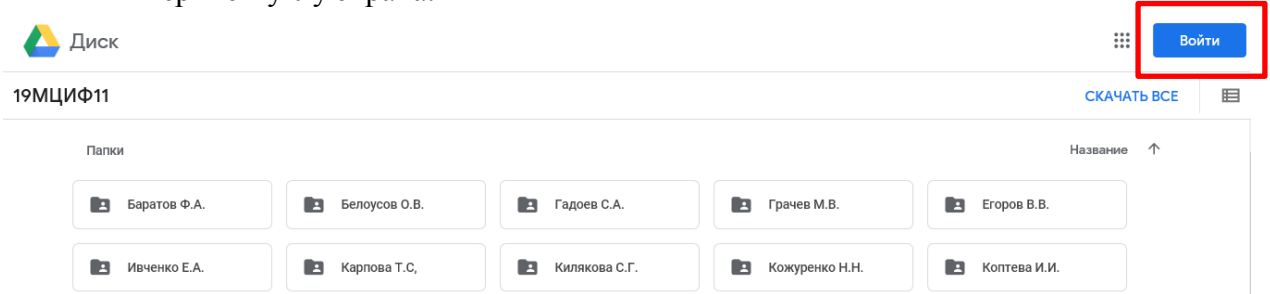 Диск
Войти
19МЦИФ11
СКАЧАТЬ ВСЕ
Папки
Название
Баратов Ф.А.
Белоусов О.В.
Гадоев С.А.
Грачев М.В.
Егоров В.В.
Ивченко Е.А.
Карпова Т.С,
Килякова С.Г.
Кожуренко Н.Н.
Коптева И.И.